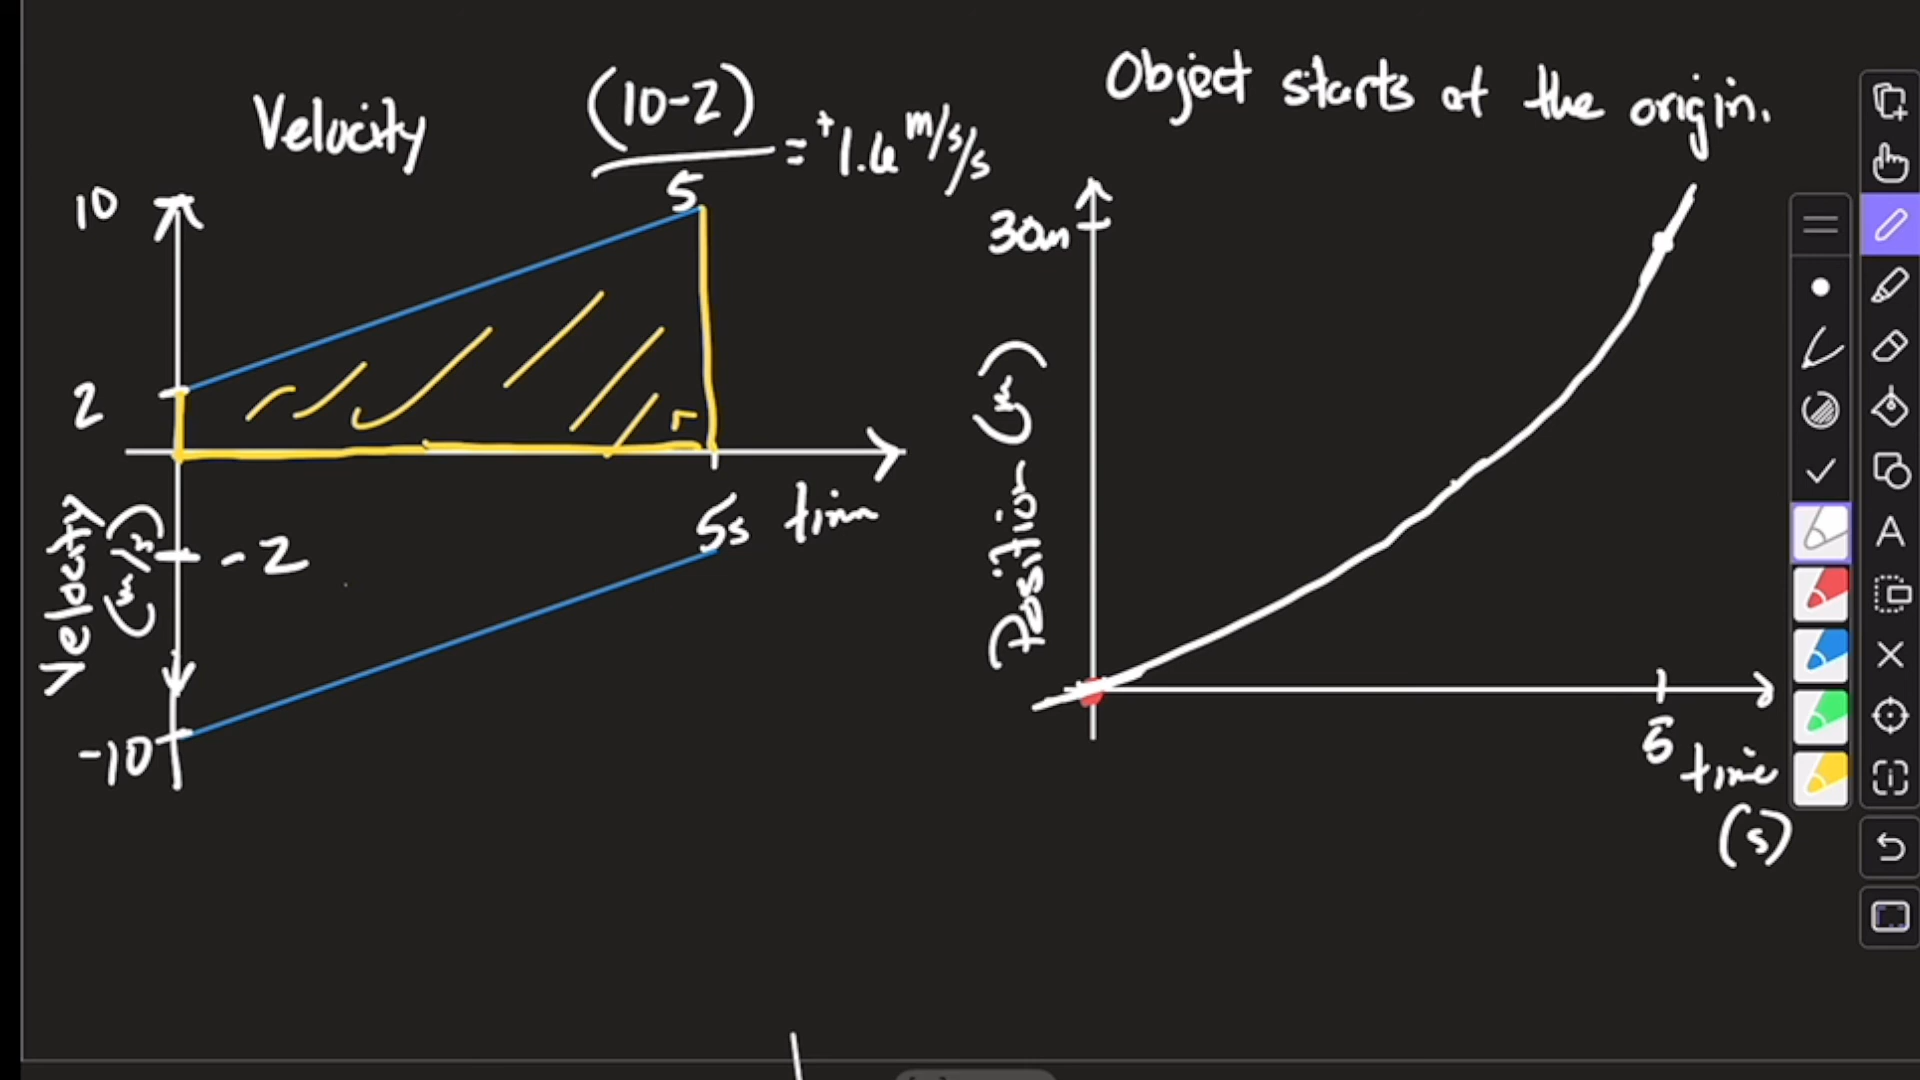 Velocity
(10-2)
5
= +1.6 m/s/s
Object starts at the origin.
10
2
-2
-10
Velocity
(m/s)
5s time
30m
Position (m)
5
time
(s)